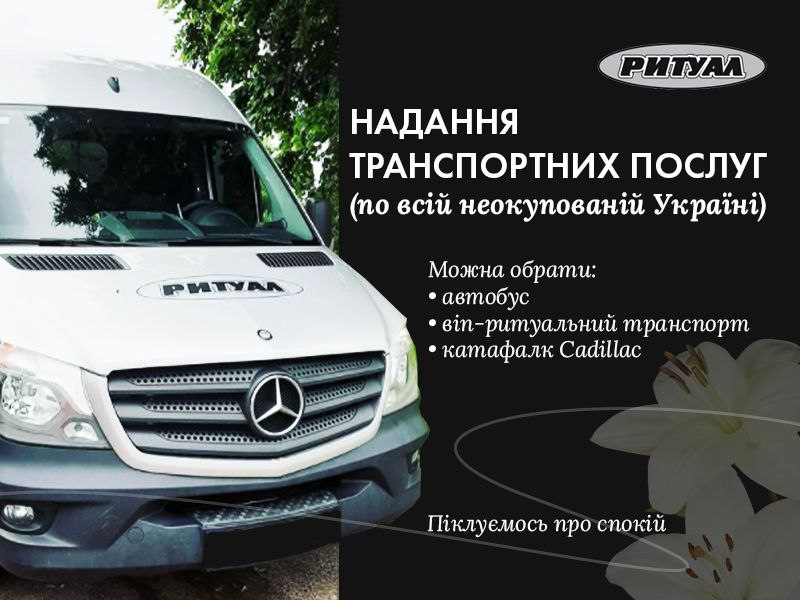 РИТУАЛ
НАДАННЯ
ТРАНСПОРТНИХ ПОСЛУГ
(по всій неокупованій Україні)
Можна обрати:
• автобус
• віп-ритуальний транспорт
• катафалк Cadillac
РИТУАЛ
Піклуємось про спокій